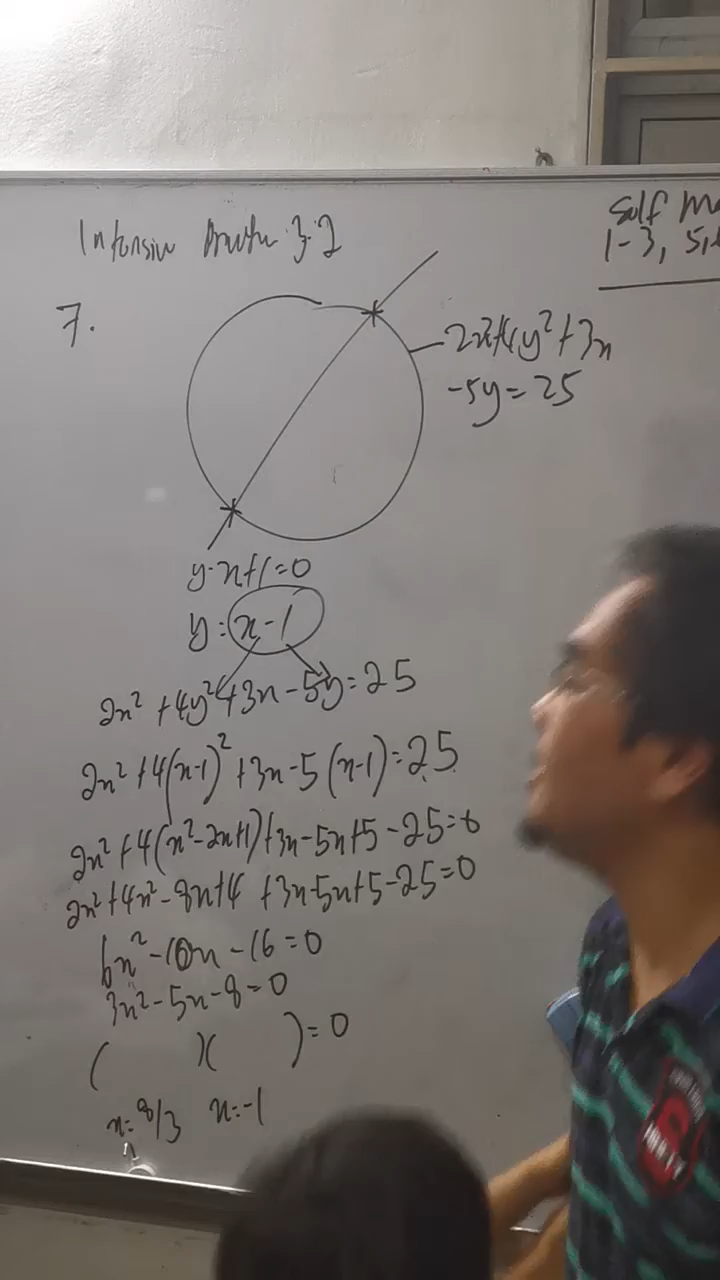 Intensive Practice 3.2
Self
1-3, 5,
7.
2x²+4y²+3x
-5y=25
y-x+1=0
y=x-1
2x²+4y²+3x-5y=25
2x²+4(x-1)²+3x-5(x-1)=25
2x²+4(x²-2x+1)+3x-5x+5-25=0
2x²+4x²-8x+4+3x-5x+5-25=0
6x²-10x-16=0
3x²-5x-8=0
( )( )=0
x=8/3 x=-1